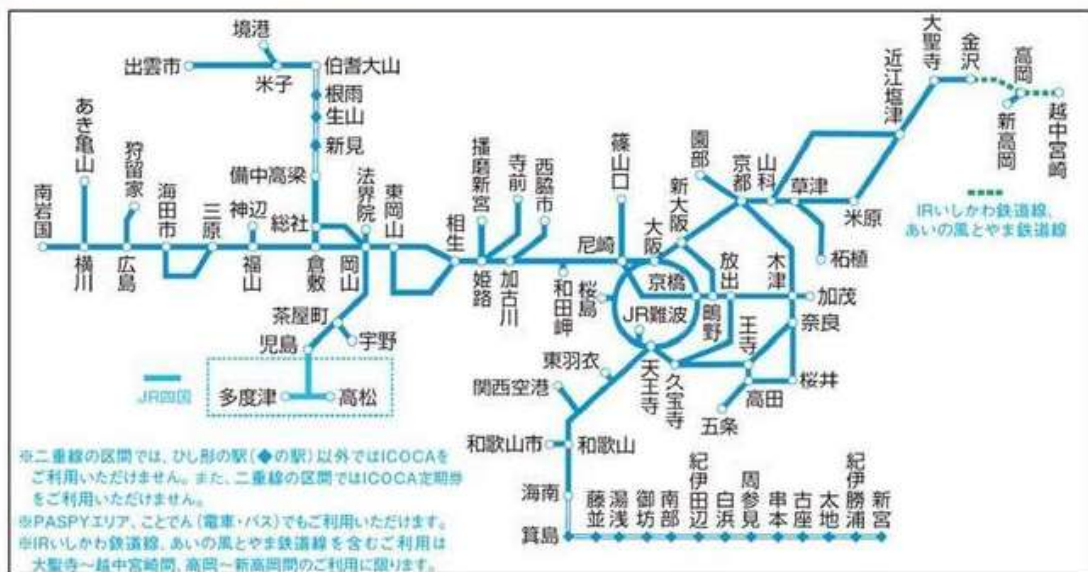 境港
出雲市
米子
伯耆大山
根雨
生山
新見
備中高梁
総社
法界院
東岡山
あき亀山
狩留家
海田市
三原
神辺
南岩国
横川
広島
福山
倉敷
岡山
茶屋町
宇野
児島
多度津
高松
JR四国
相生
播磨新宮
寺前
西脇市
姫路
加古川
和田岬
篠山口
尼崎
大阪
新大阪
園部
京都
山科
草津
近江塩津
大聖寺
金沢
高岡
新高岡
越中宮崎
米原
柘植
IRいしかわ鉄道線、
あいの風とやま鉄道線
桜島
京橋
放出
木津
加茂
JR難波
鴫野
王寺
奈良
東羽衣
関西空港
天王寺
久宝寺
高田
桜井
五条
和歌山市
和歌山
海南
箕島
藤並
湯浅
御坊
南部
紀伊田辺
白浜
周参見
串本
古座
太地
紀伊勝浦
新宮
※二重線の区間では、ひし形の駅(◆の駅)以外ではICOCAを
ご利用いただけません。また、二重線の区間ではICOCA定期券
をご利用いただけません。
※PASPYエリア、ことでん(電車・バス)でもご利用いただけます。
※IRいしかわ鉄道線、あいの風とやま鉄道線を含むご利用は
大聖寺～越中宮崎間、高岡～新高岡間のご利用に限ります。